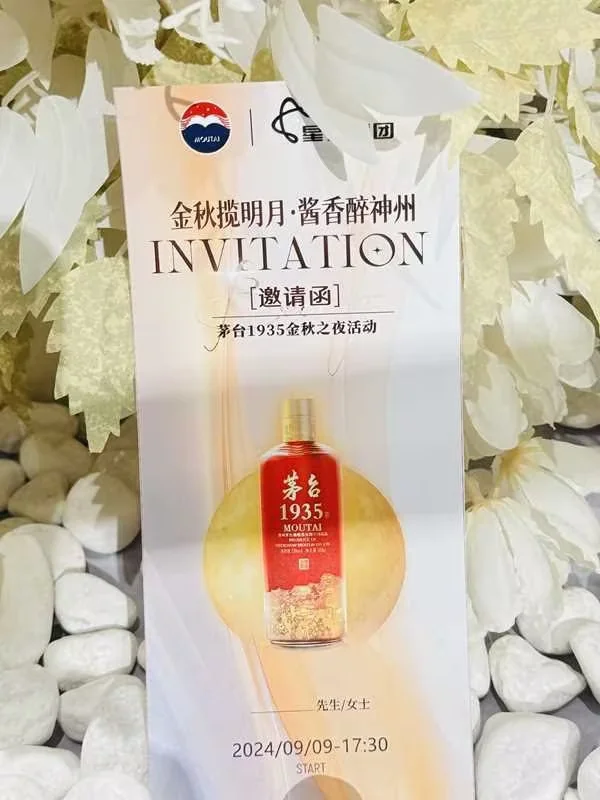 MOUTAI
团
金秋揽明月·酱香醉神州
INVITATION
[邀请函]
茅台1935金秋之夜活动
茅台
1935
MOUTAI
先生/女士
2024/09/09-17:30
START